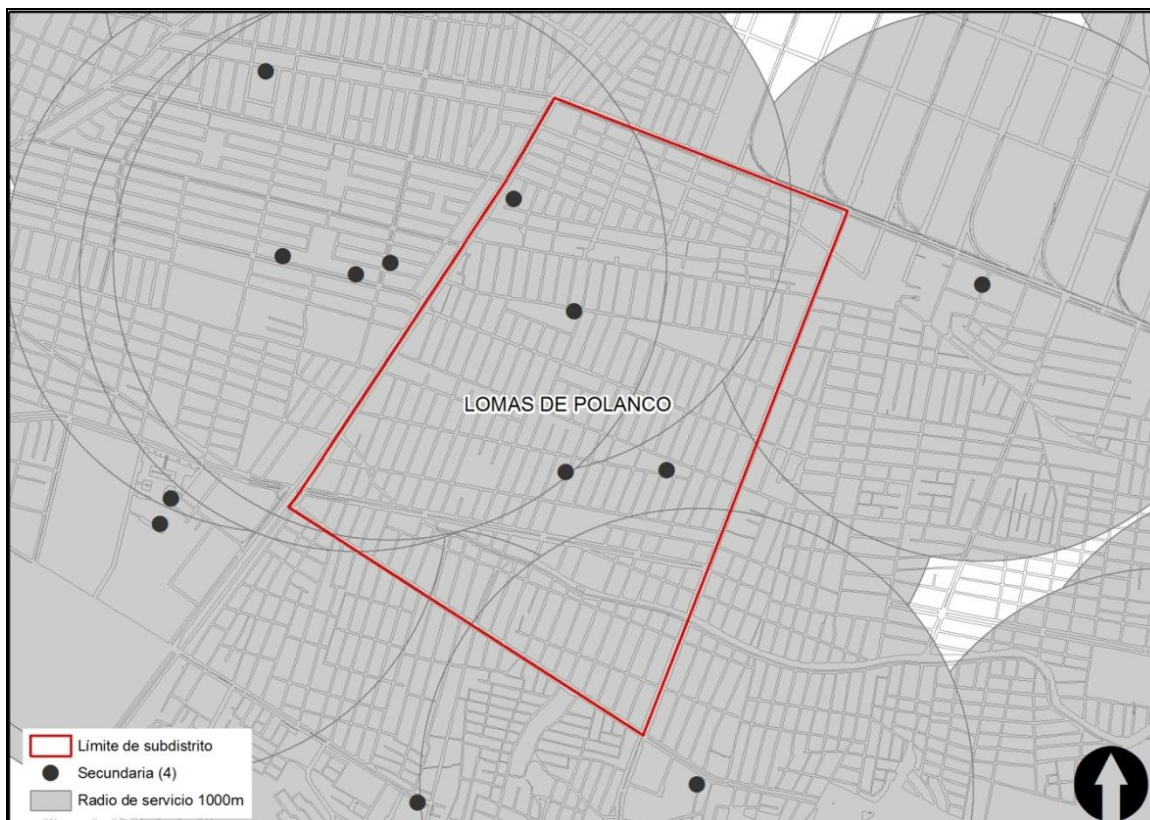 LOMAS DE POLANCO
Límite de subdistrito
Secundaria (4)
Radio de servicio 1000m